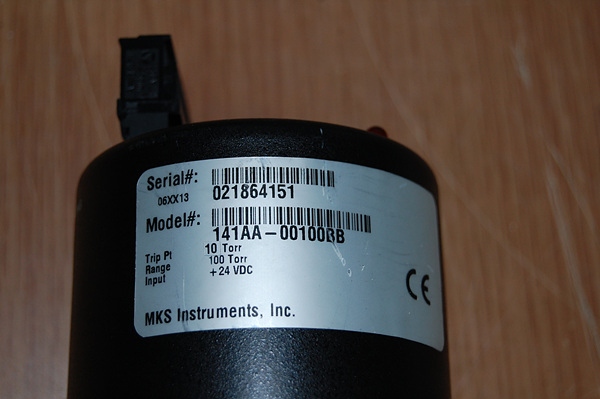 Serial#:
021864151
06XX13
Model#:
141AA-00100BB
Trip Pt 10 Torr
Range 100 Torr
Input +24 VDC
CE
MKS Instruments, Inc.